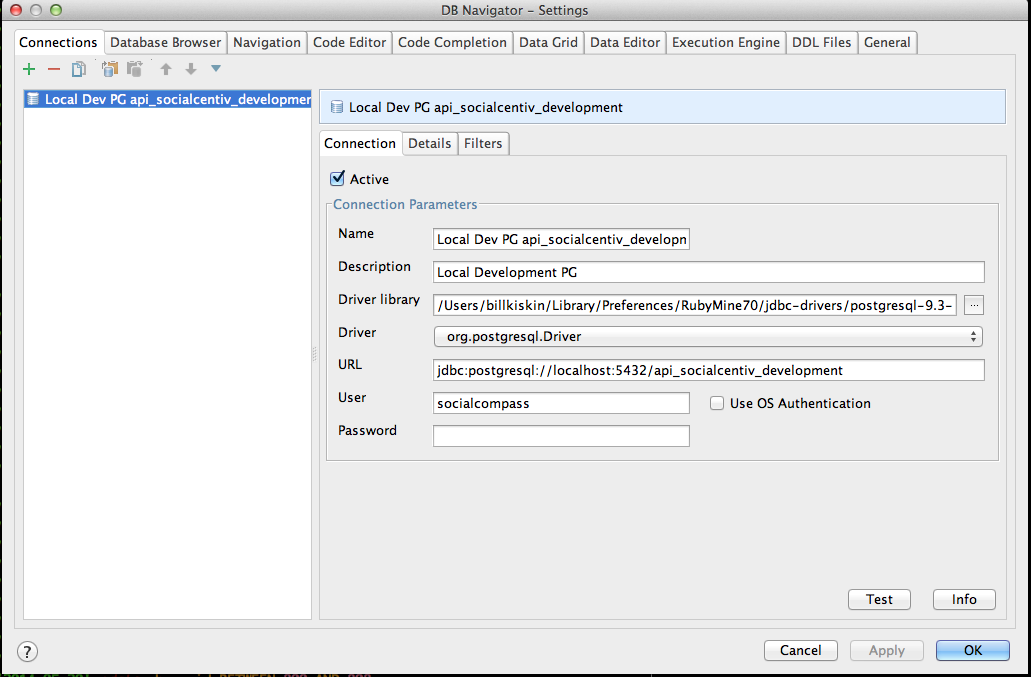 DB Navigator – Settings
Connections Database Browser Navigation Code Editor Code Completion Data Grid Data Editor Execution Engine DDL Files General
Local Dev PG api_socialcentiv_developmer
Local Dev PG api_socialcentiv_development
Connection Details Filters
Active
Connection Parameters
Name Local Dev PG api_socialcentiv_developn
Description Local Development PG
Driver library /Users/billkiskin/Library/Preferences/RubyMine70/jdbc-drivers/postgresql-9.3- ...
Driver org.postgresql.Driver
URL jdbc:postgresql://localhost:5432/api_socialcentiv_development
User socialcompass Use OS Authentication
Password
Test Info
? Cancel Apply OK